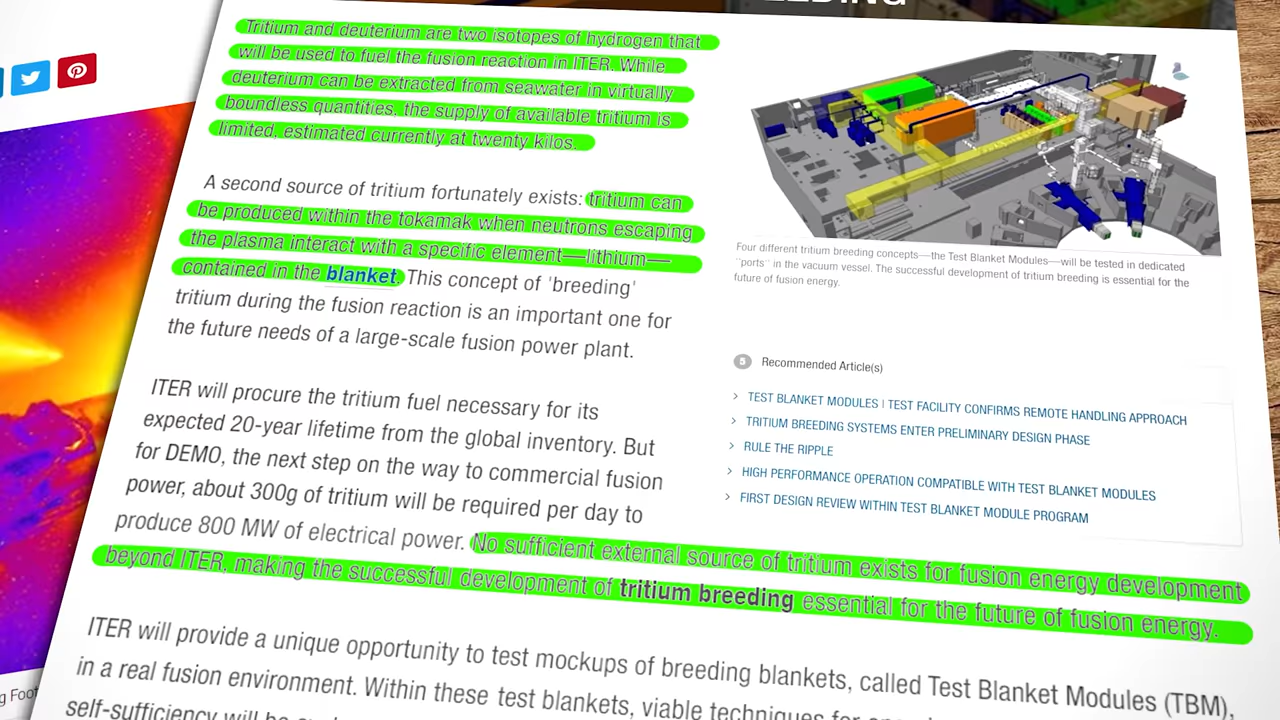 EEDING
Tritium and deuterium are two isotopes of hydrogen that
will be used to fuel the fusion reaction in ITER. While
deuterium can be extracted from seawater in virtually
boundless quantities, the supply of available tritium is
limited, estimated currently at twenty kilos.
A second source of tritium fortunately exists: tritium can
be produced within the tokamak when neutrons escaping
the plasma interact with a specific element—lithium—
contained in the blanket. This concept of 'breeding'
tritium during the fusion reaction is an important one for
the future needs of a large-scale fusion power plant.
ITER will procure the tritium fuel necessary for its
expected 20-year lifetime from the global inventory. But
for DEMO, the next step on the way to commercial fusion
power, about 300g of tritium will be required per day to
produce 800 MW of electrical power. No sufficient external source of tritium exists for fusion energy development
beyond ITER, making the successful development of tritium breeding essential for the future of fusion energy.
ITER will provide a unique opportunity to test mockups of breeding blankets, called Test Blanket Modules (TBM),
in a real fusion environment. Within these test blankets, viable techniques for
self-sufficiency will be
Four different tritium breeding concepts—the Test Blanket Modules—will be tested in dedicated
"ports" in the vacuum vessel. The successful development of tritium breeding is essential for the
future of fusion energy.
5 Recommended Article(s)
> TEST BLANKET MODULES | TEST FACILITY CONFIRMS REMOTE HANDLING APPROACH
> TRITIUM BREEDING SYSTEMS ENTER PRELIMINARY DESIGN PHASE
> RULE THE RIPPLE
> HIGH PERFORMANCE OPERATION COMPATIBLE WITH TEST BLANKET MODULES
> FIRST DESIGN REVIEW WITHIN TEST BLANKET MODULE PROGRAM
g Foot